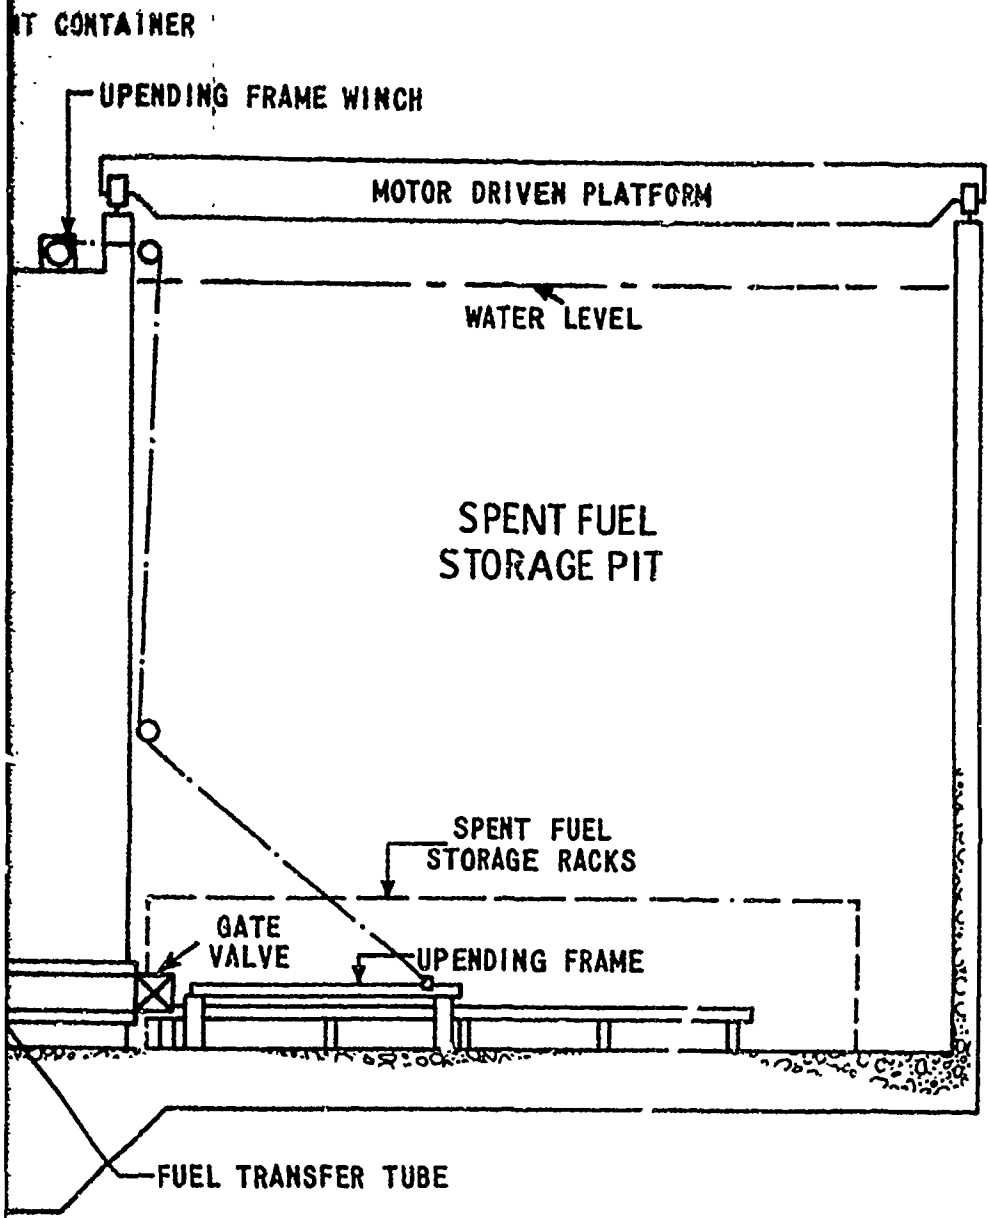 CONTAINER
UPENDING FRAME WINCH
MOTOR DRIVEN PLATFORM
WATER LEVEL
SPENT FUEL
STORAGE PIT
SPENT FUEL
STORAGE RACKS
GATE
VALVE
UPENDING FRAME
FUEL TRANSFER TUBE